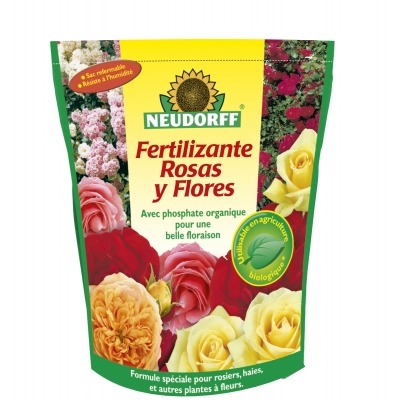 • Sac refermable
• Résiste à l'humidité
NEUDORFF®
Fertilizante
Rosas
y Flores
Avec phosphate organique
pour une
belle floraison
Utilisable en agriculture
biologique*
Formule spéciale pour rosiers, haies,
et autres plantes à fleurs.